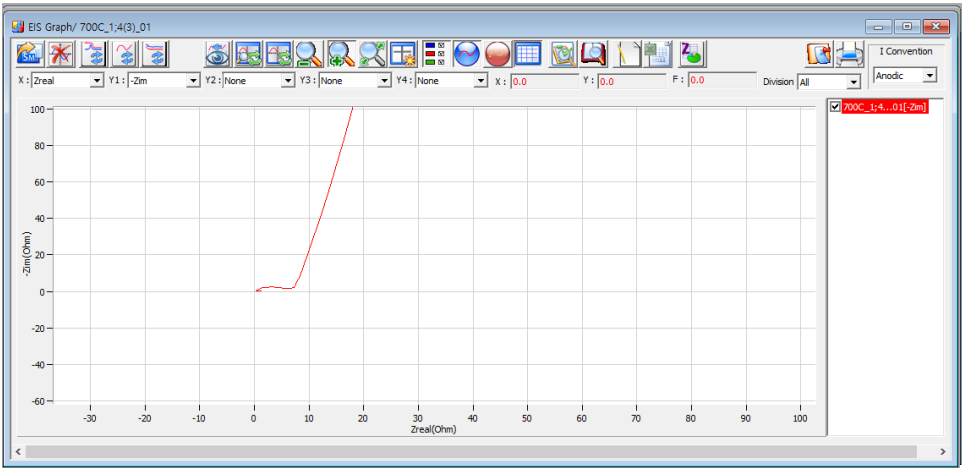 EIS Graph/ 700C_1;4(3)_01
SML
I Convention
X : Zreal Y1 : -Zim Y2 : None Y3 : None Y4 : None X : 0.0 Y : 0.0 F : 0.0 Division All Anodic
700C_1;4...01[-Zim]
100
80
60
40
20
0
-20
-40
-60
-Zim(Ohm)
-30 -20 -10 0 10 20 30 40 50 60 70 80 90 100
Zreal(Ohm)